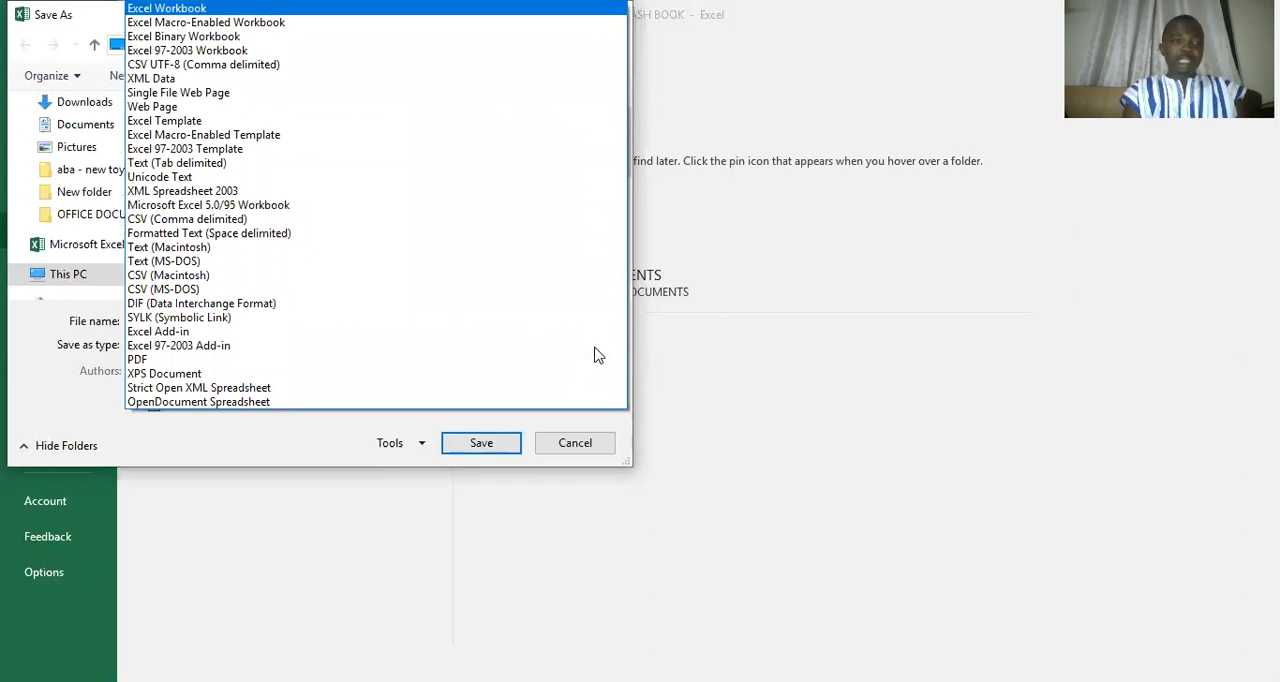 Save As
ASH BOOK - Excel
Organize
Ne
Downloads
Documents
Pictures
aba - new toy
New folder
OFFICE DOCU
Microsoft Excel
This PC
Excel Workbook
Excel Macro-Enabled Workbook
Excel Binary Workbook
Excel 97-2003 Workbook
CSV UTF-8 (Comma delimited)
XML Data
Single File Web Page
Web Page
Excel Template
Excel Macro-Enabled Template
Excel 97-2003 Template
Text (Tab delimited)
Unicode Text
XML Spreadsheet 2003
Microsoft Excel 5.0/95 Workbook
CSV (Comma delimited)
Formatted Text (Space delimited)
Text (Macintosh)
Text (MS-DOS)
CSV (Macintosh)
CSV (MS-DOS)
DIF (Data Interchange Format)
SYLK (Symbolic Link)
Excel Add-in
Excel 97-2003 Add-in
PDF
XPS Document
Strict Open XML Spreadsheet
OpenDocument Spreadsheet
find later. Click the pin icon that appears when you hover over a folder.
ENTS
OCUMENTS
File name:
Save as type:
Authors:
Hide Folders
Tools
Save
Cancel
Account
Feedback
Options